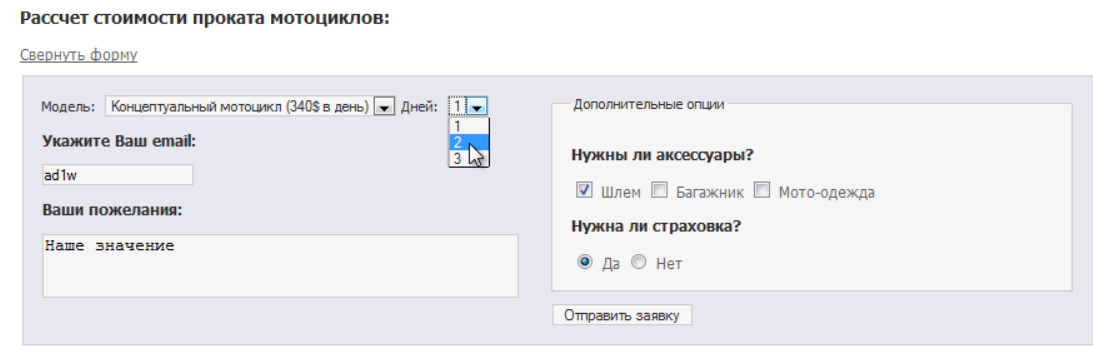 Рассчет стоимости проката мотоциклов:
Свернуть форму
Модель: Концептуальный мотоцикл (340$ в день) Дней: 1
1
2
3
Укажите Ваш email:
ad1w
Ваши пожелания:
Наше значение
Дополнительные опции
Нужны ли аксессуары?
Шлем Багажник Мото-одежда
Нужна ли страховка?
Да Нет
Отправить заявку